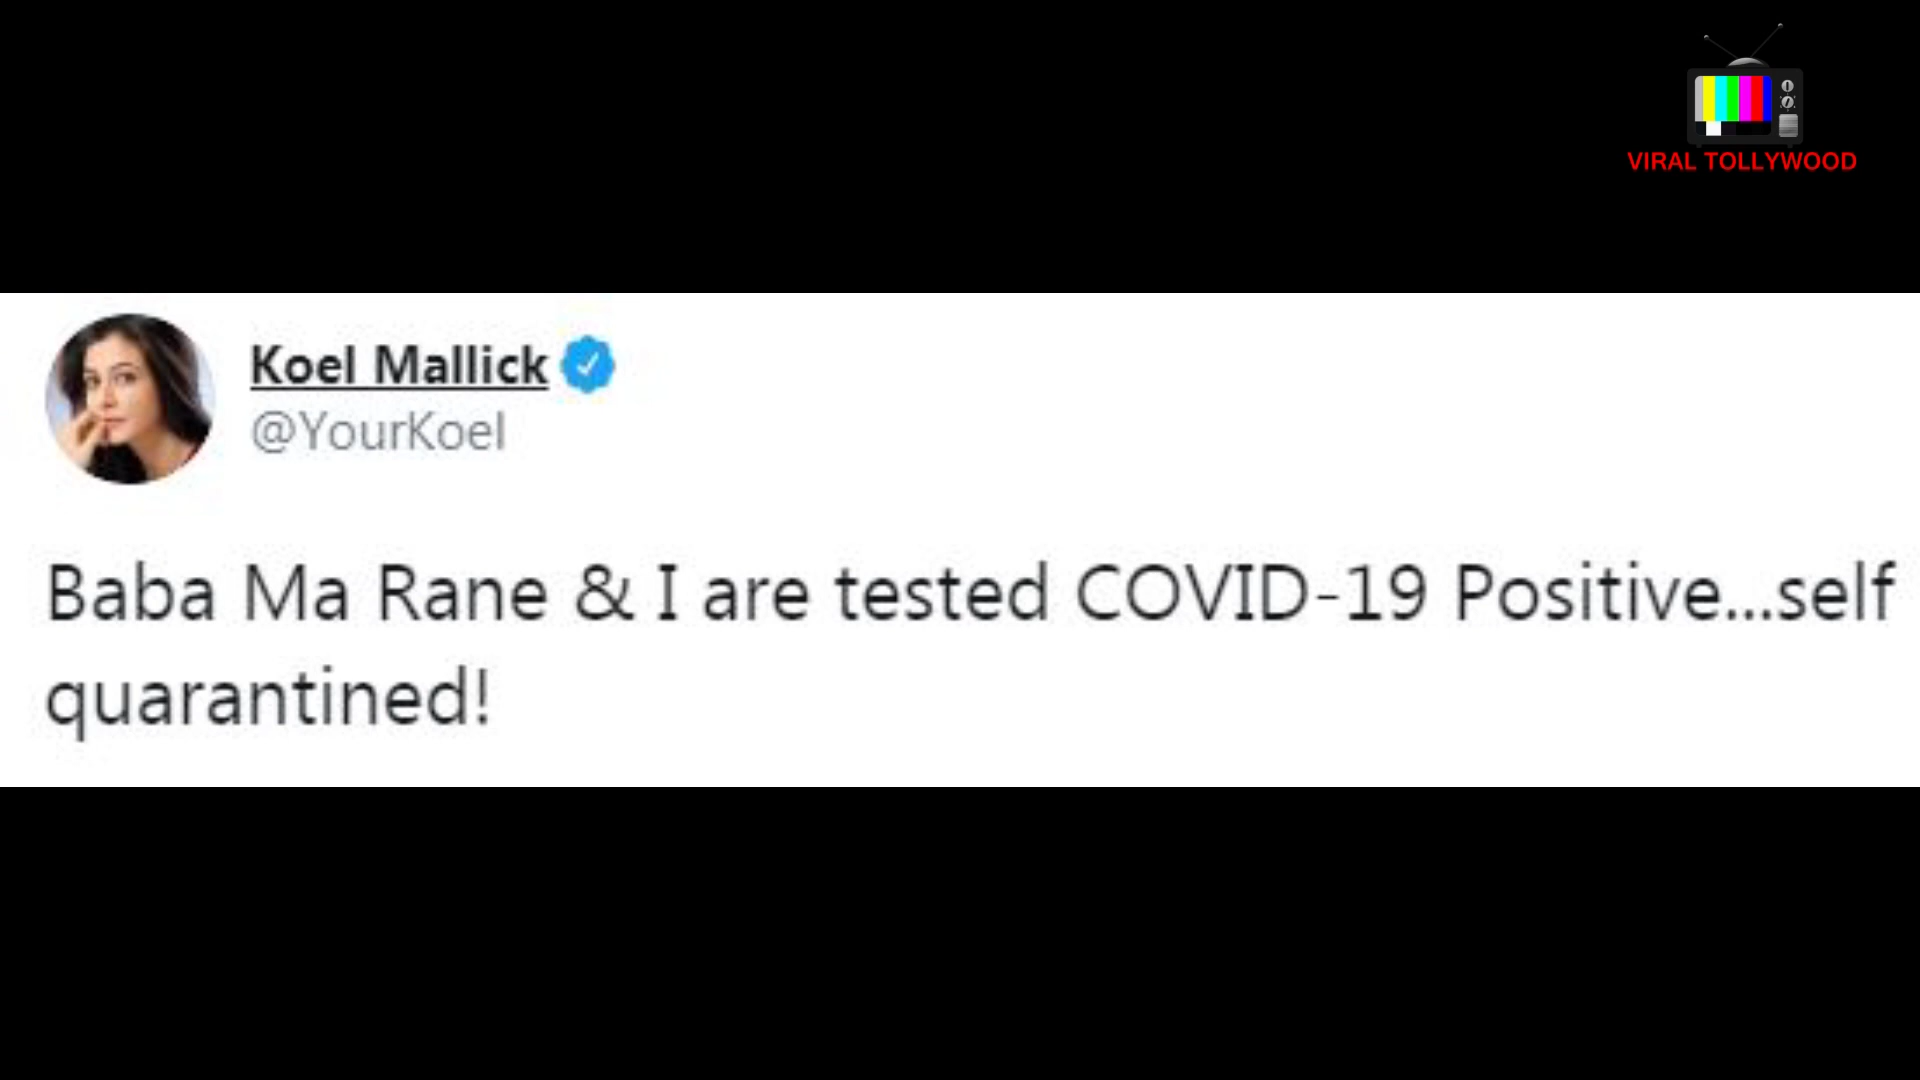 VIRAL TOLLYWOOD
Koel Mallick
@YourKoel
Baba Ma Rane & I are tested COVID-19 Positive...self
quarantined!